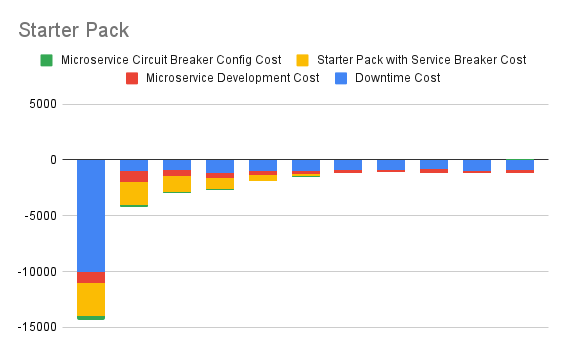 Starter Pack
Microservice Circuit Breaker Config Cost Starter Pack with Service Breaker Cost
Microservice Development Cost Downtime Cost
5000
0
-5000
-10000
-15000